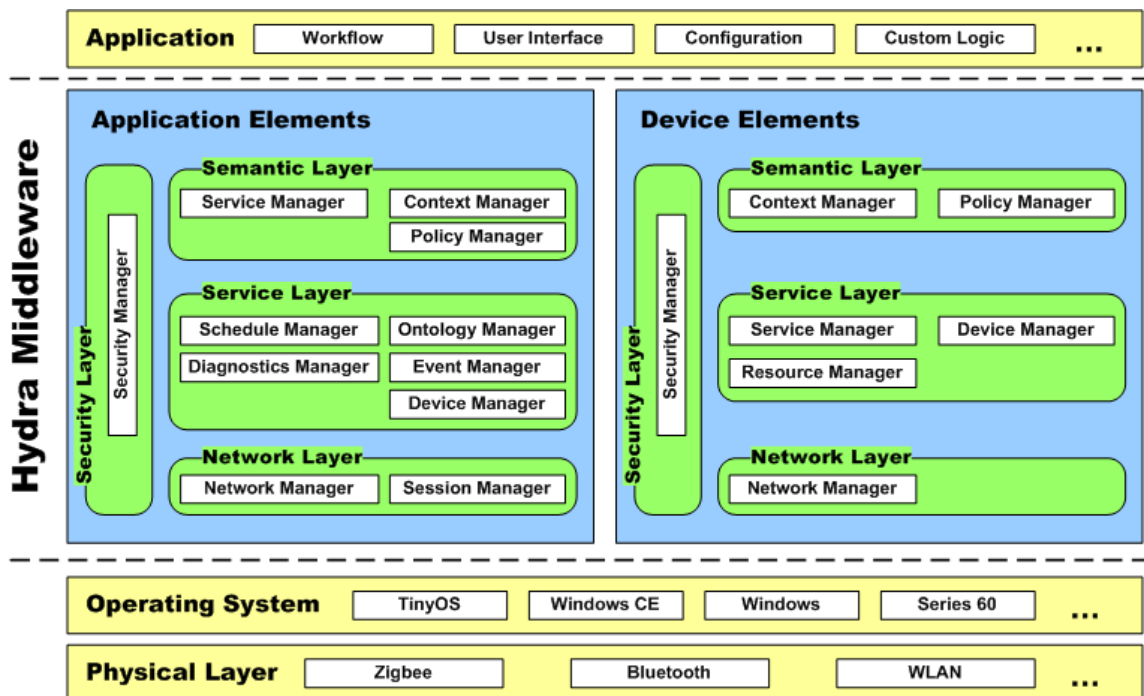 Application
Workflow
User Interface
Configuration
Custom Logic
...
Hydra Middleware
Application Elements
Security Layer
Security Manager
Semantic Layer
Service Manager
Context Manager
Policy Manager
Service Layer
Schedule Manager
Ontology Manager
Diagnostics Manager
Event Manager
Device Manager
Network Layer
Network Manager
Session Manager
Device Elements
Security Layer
Security Manager
Semantic Layer
Context Manager
Policy Manager
Service Layer
Service Manager
Device Manager
Resource Manager
Network Layer
Network Manager
Operating System
TinyOS
Windows CE
Windows
Series 60
...
Physical Layer
Zigbee
Bluetooth
WLAN
...